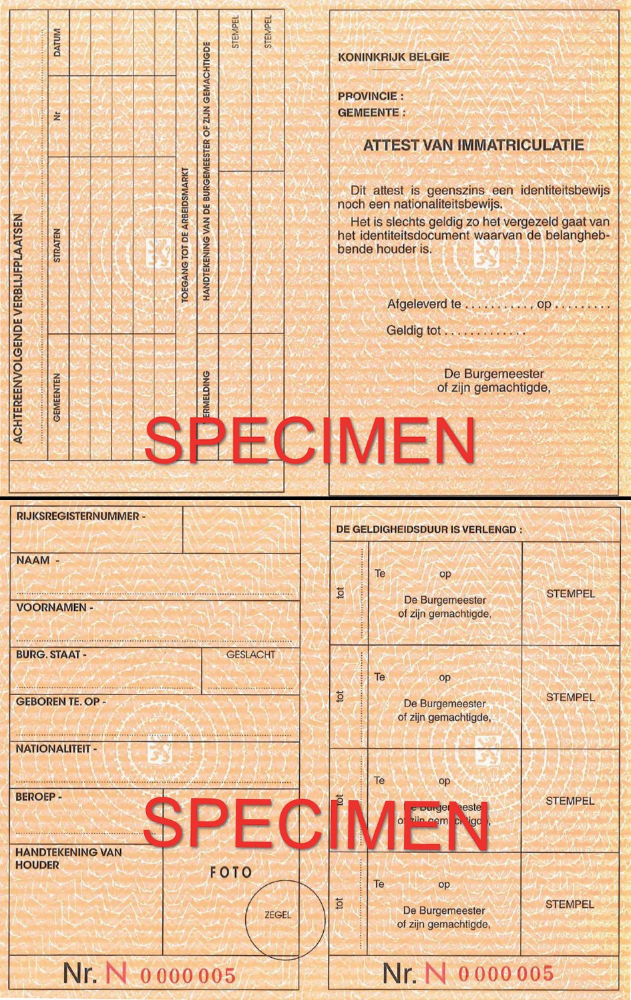 ACHTEREENVOLGENDE VERBLIJFPLAATSEN
GEMEENTEN
STRATEN
Nr
DATUM
TOEGANG TOT DE ARBEIDSMARKT
HANDTEKENING VAN DE BURGEMEESTER OF ZIJN GEMACHTIGDE
STEMPEL
STEMPEL
KONINKRIJK BELGIE
PROVINCIE :
GEMEENTE :
ATTEST VAN IMMATRICULATIE
Dit attest is geenszins een identiteitsbewijs
noch een nationaliteitsbewijs.
Het is slechts geldig zo het vergezeld gaat van
het identiteitsdocument waarvan de belangheb-
bende houder is.
Afgeleverd te . . . . . . . . . . , op . . . . . . . . .
Geldig tot . . . . . . . . . . . . .
De Burgemeester
of zijn gemachtigde,
SPECIMEN
RIJKSREGISTERNUMMER -
NAAM -
VOORNAMEN -
BURG. STAAT -
GESLACHT
GEBOREN TE. OP -
NATIONALITEIT -
BEROEP -
HANDTEKENING VAN
HOUDER
FOTO
ZEGEL
Nr. N 0000005
DE GELDIGHEIDSDUUR IS VERLENGD :
tot
Te op
De Burgemeester
of zijn gemachtigde,
STEMPEL
tot
Te op
De Burgemeester
of zijn gemachtigde,
STEMPEL
tot
Te op
De Burgemeester
of zijn gemachtigde,
STEMPEL
SPECIMEN
tot
Te op
De Burgemeester
of zijn gemachtigde,
STEMPEL
Nr. N 0000005